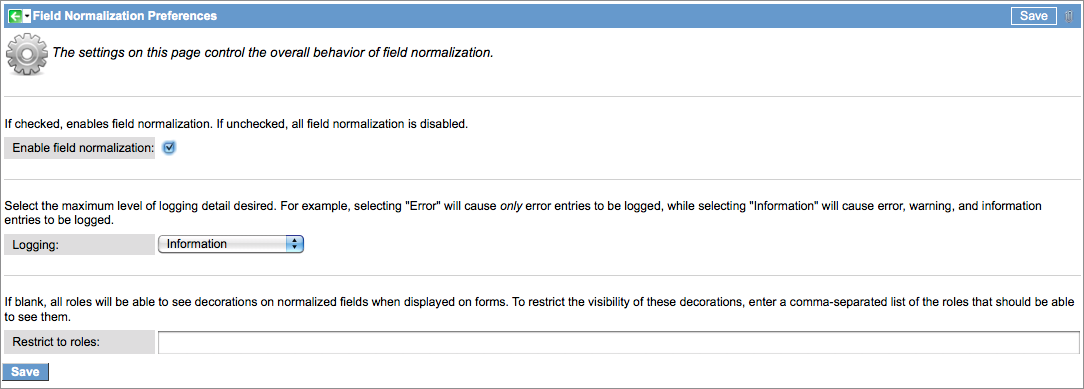 Field Normalization Preferences
Save
The settings on this page control the overall behavior of field normalization.
If checked, enables field normalization. If unchecked, all field normalization is disabled.
Enable field normalization:
Select the maximum level of logging detail desired. For example, selecting "Error" will cause only error entries to be logged, while selecting "Information" will cause error, warning, and information
entries to be logged.
Logging:
Information
If blank, all roles will be able to see decorations on normalized fields when displayed on forms. To restrict the visibility of these decorations, enter a comma-separated list of the roles that should be able
to see them.
Restrict to roles:
Save